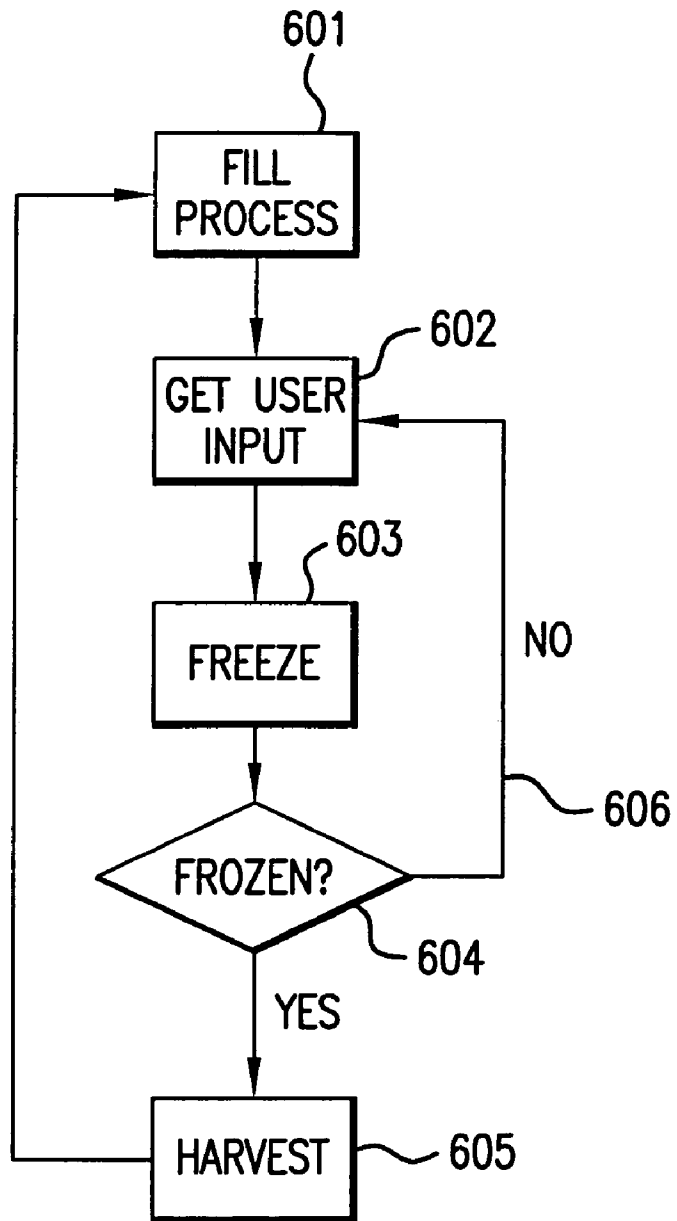 601
FILL
PROCESS
602
GET USER
INPUT
603
FREEZE
NO
606
FROZEN?
604
YES
HARVEST
605